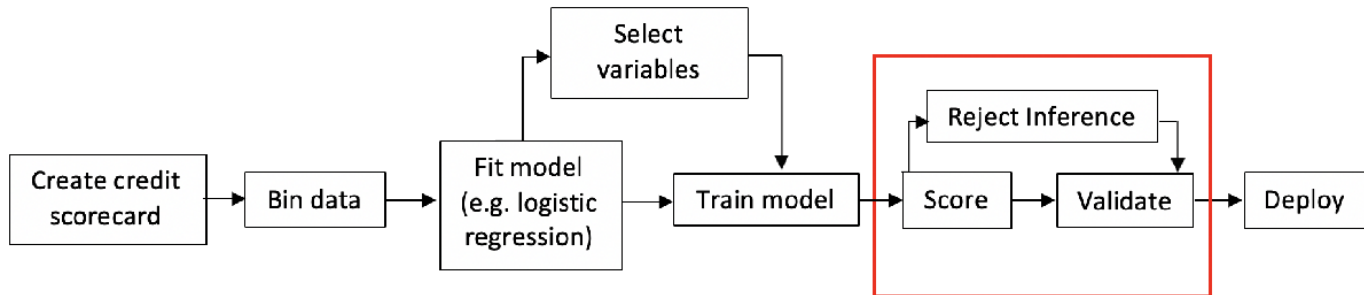 Create credit
scorecard
Bin data
Fit model
(e.g. logistic
regression)
Select
variables
Train model
Score
Reject Inference
Validate
Deploy